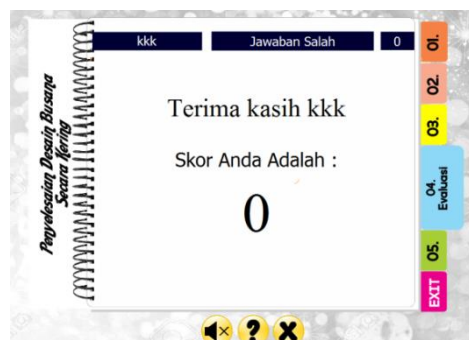 kkk
Jawaban Salah
0
Terima kasih kkk
Skor Anda Adalah :
0
Penyelesaian Desain Busana
Secara Kering
01.
02.
03.
04.
Evaluasi
05.
EXIT
?